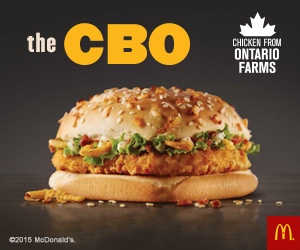 the CBO
CHICKEN FROM
ONTARIO
FARMS
©2015 McDonald's.